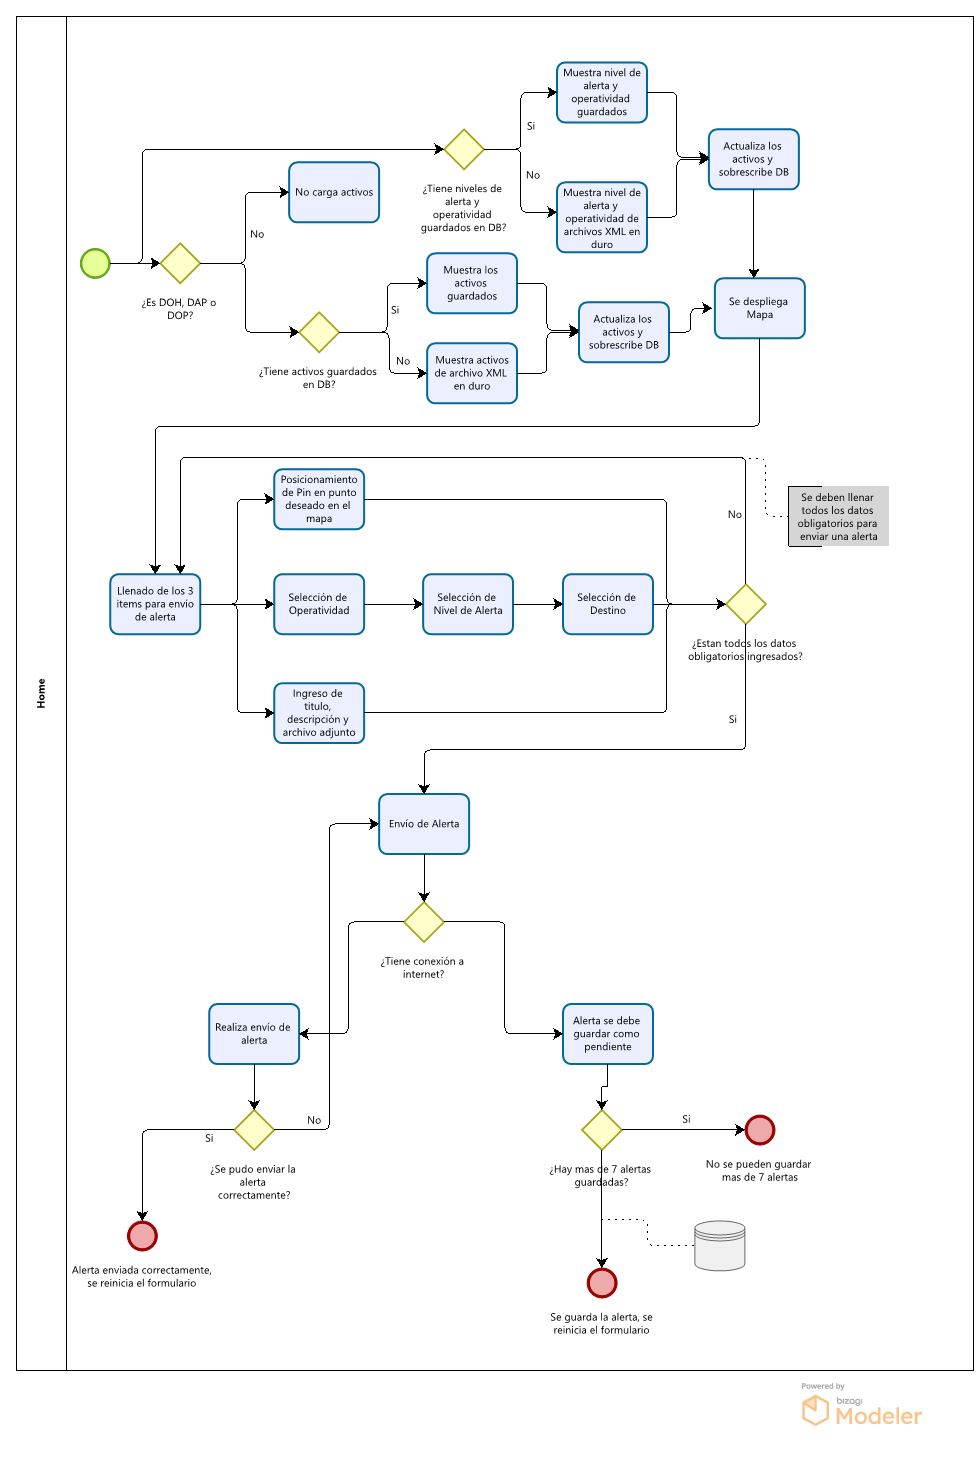 Home
Muestra nivel de
alerta y
operatividad
guardados
Si
Actualiza los
activos y
sobrescribe DB
No carga activos
¿Tiene niveles de
alerta y
operatividad
guardados en DB?
No
Muestra nivel de
alerta y
operatividad de
archivos XML en
duro
No
¿Es DOH, DAP o
DOP?
Muestra los
activos
guardados
Si
Se despliega
Mapa
Actualiza los
activos y
sobrescribe DB
¿Tiene activos guardados
en DB?
No
Muestra activos
de archivo XML
en duro
Posicionamiento
de Pin en punto
deseado en el
mapa
No
Se deben llenar
todos los datos
obligatorios para
enviar una alerta
Llenado de los 3
items para envío
de alerta
Selección de
Operatividad
Selección de
Nivel de Alerta
Selección de
Destino
¿Estan todos los datos
obligatorios ingresados?
Ingreso de
titulo,
descripción y
archivo adjunto
Si
Envío de Alerta
¿Tiene conexión a
internet?
Realiza envío de
alerta
Alerta se debe
guardar como
pendiente
No
Si
¿Se pudo enviar la
alerta
correctamente?
Si
¿Hay mas de 7 alertas
guardadas?
No se pueden guardar
mas de 7 alertas
Alerta enviada correctamente,
se reinicia el formulario
Se guarda la alerta, se
reinicia el formulario
Powered by
bizagi
Modeler